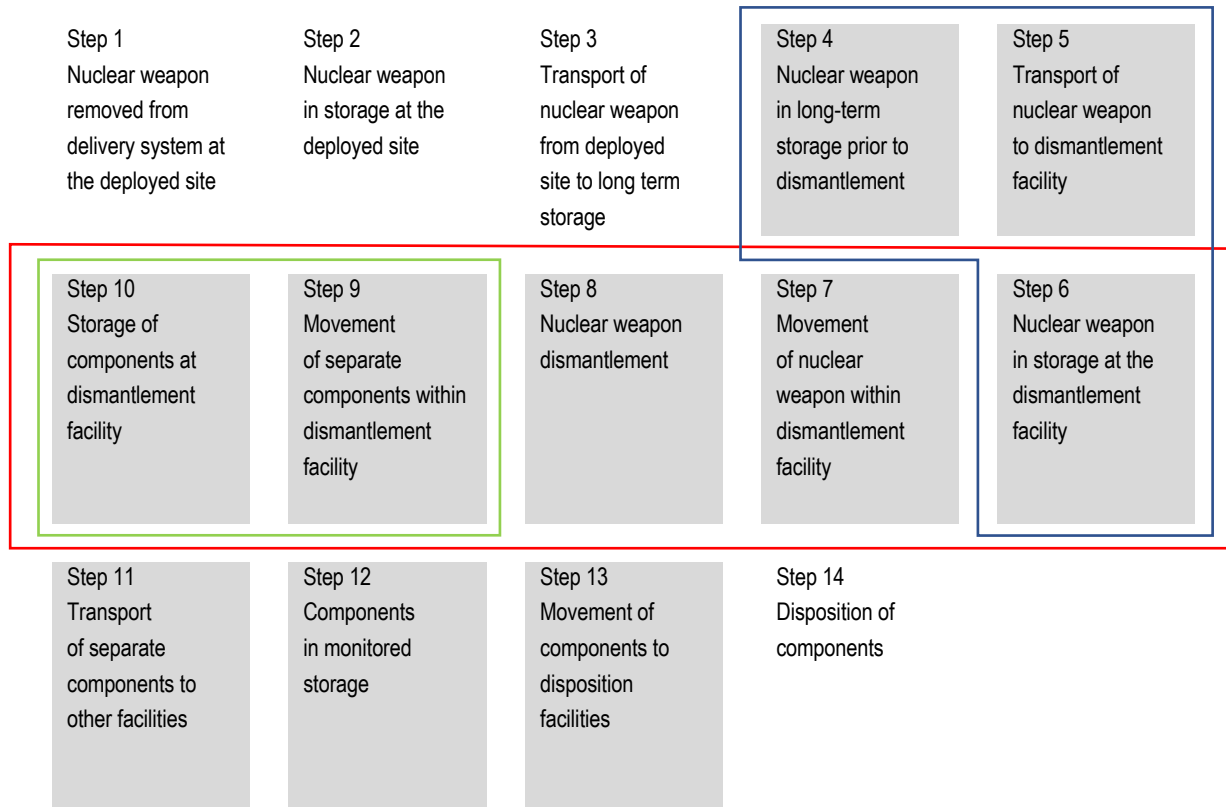 Step 1
Nuclear weapon
removed from
delivery system at
the deployed site
Step 2
Nuclear weapon
in storage at the
deployed site
Step 3
Transport of
nuclear weapon
from deployed
site to long term
storage
Step 4
Nuclear weapon
in long-term
storage prior to
dismantlement
Step 5
Transport of
nuclear weapon
to dismantlement
facility
Step 10
Storage of
components at
dismantlement
facility
Step 9
Movement
of separate
components within
dismantlement
facility
Step 8
Nuclear weapon
dismantlement
Step 7
Movement
of nuclear
weapon within
dismantlement
facility
Step 6
Nuclear weapon
in storage at the
dismantlement
facility
Step 11
Transport
of separate
components to
other facilities
Step 12
Components
in monitored
storage
Step 13
Movement of
components to
disposition
facilities
Step 14
Disposition of
components